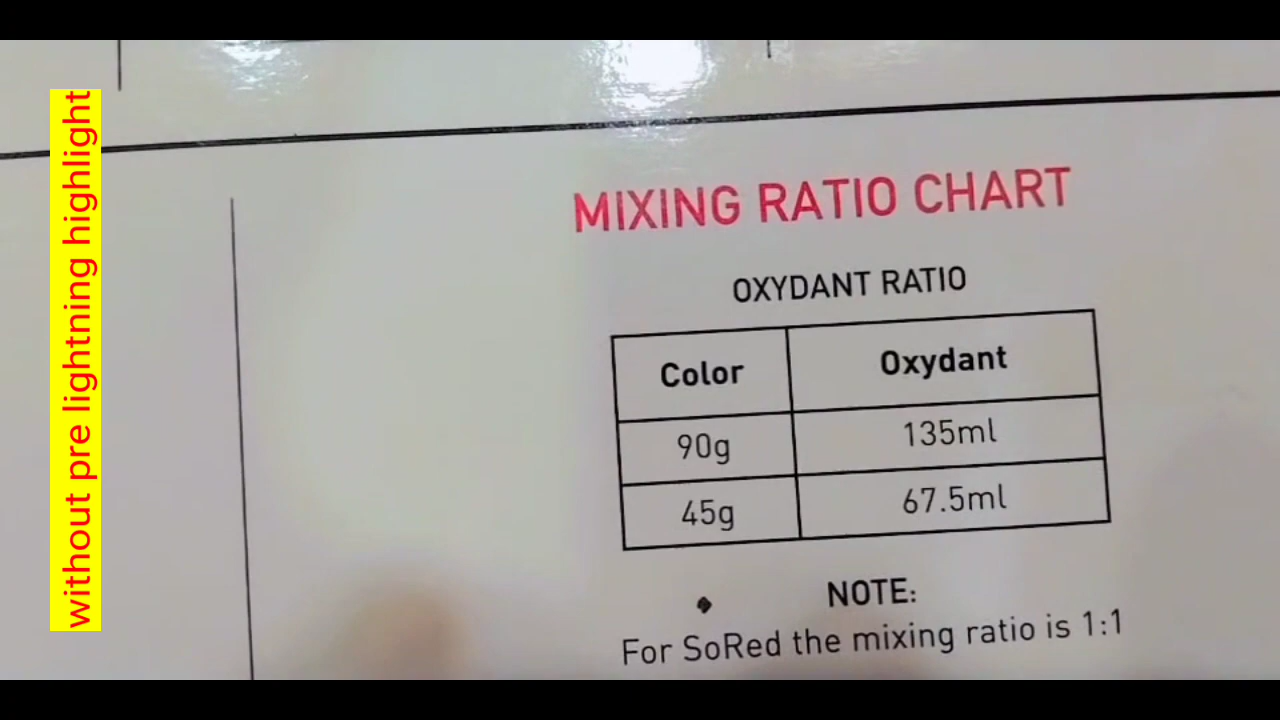 without pre lightning highlight
MIXING RATIO CHART
OXYDANT RATIO
Color Oxydant
90g 135ml
45g 67.5ml
NOTE:
For SoRed the mixing ratio is 1:1